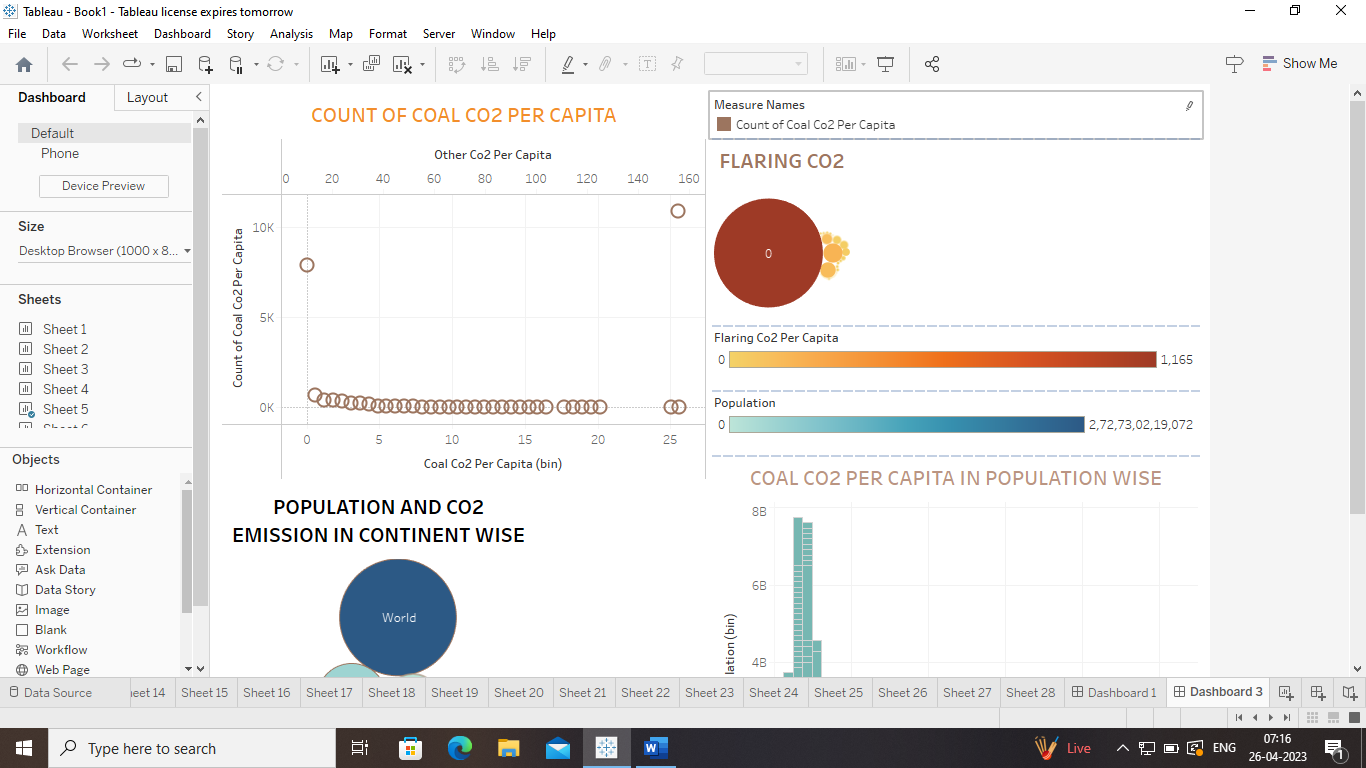 Tableau - Book1 - Tableau license expires tomorrow
File Data Worksheet Dashboard Story Analysis Map Format Server Window Help
Show Me
Dashboard Layout
Default
Phone
Device Preview
Size
Desktop Browser (1000 x 8...
Sheets
Sheet 1
Sheet 2
Sheet 3
Sheet 4
Sheet 5
Objects
Horizontal Container
Vertical Container
Text
Extension
Ask Data
Data Story
Image
Blank
Workflow
Web Page
COUNT OF COAL CO2 PER CAPITA
Other Co2 Per Capita
0 20 40 60 80 100 120 140 160
Count of Coal Co2 Per Capita
10K
5K
0K
0 5 10 15 20 25
Coal Co2 Per Capita (bin)
POPULATION AND CO2
EMISSION IN CONTINENT WISE
World
Measure Names
Count of Coal Co2 Per Capita
FLARING CO2
0
Flaring Co2 Per Capita
0 1,165
Population
0 2,72,73,02,19,072
COAL CO2 PER CAPITA IN POPULATION WISE
8B
6B
4B
lation (bin)
Data Source eet 14 Sheet 15 Sheet 16 Sheet 17 Sheet 18 Sheet 19 Sheet 20 Sheet 21 Sheet 22 Sheet 23 Sheet 24 Sheet 25 Sheet 26 Sheet 27 Sheet 28 Dashboard 1 Dashboard 3
Type here to search
Live
ENG
07:16
26-04-2023
1